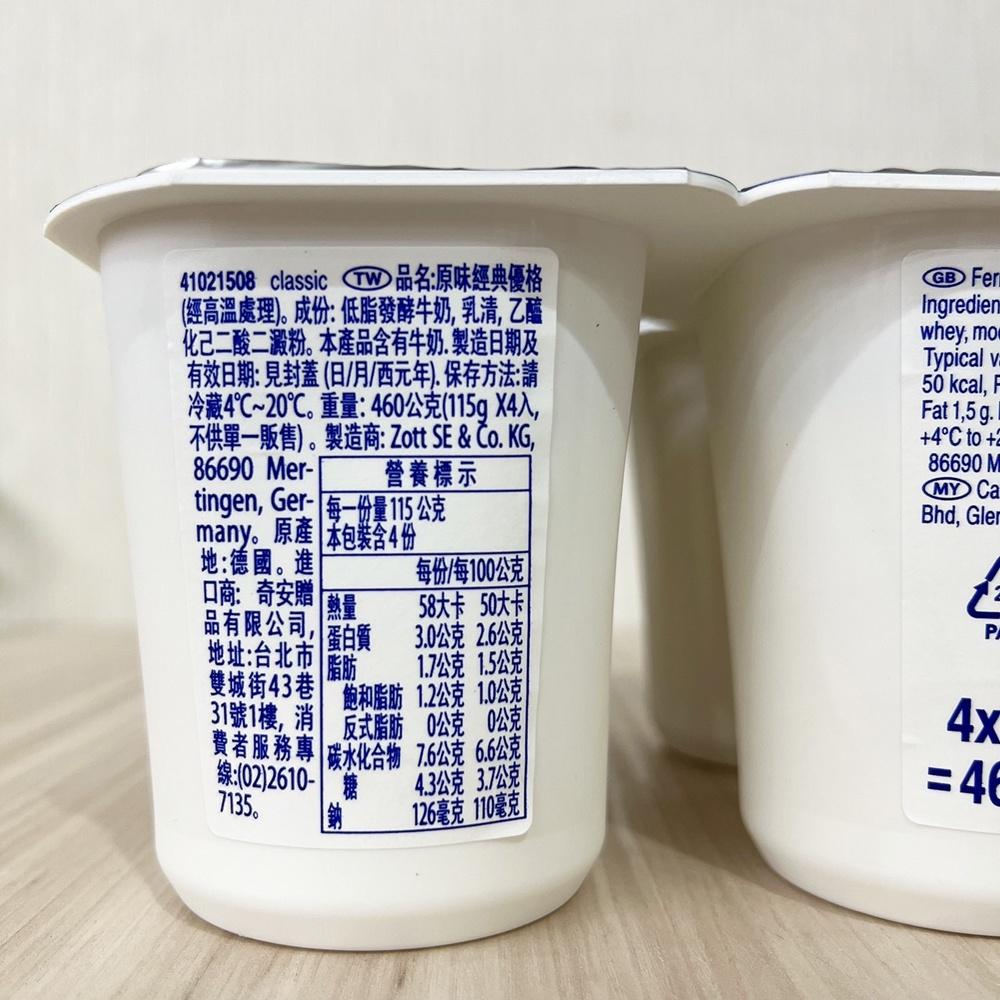 41021508 classic TW 品名:原味經典優格
(經高溫處理)。成份: 低脂發酵牛奶, 乳清, 乙醯
化己二酸二澱粉。本產品含有牛奶. 製造日期及
有效日期: 見封蓋 (日/月/西元年). 保存方法:請
冷藏4℃~20℃。重量: 460公克(115g X4入,
不供單一販售) 。製造商: Zott SE & Co. KG,
86690 Mer-
tingen, Ger-
many。原產
地:德國。進
口商: 奇安贈
品有限公司,
地址:台北市
雙城街43巷
31號1樓, 消
費者服務專
線:(02)2610-
7135。
營養標示
每一份量 115 公克
本包裝含 4 份
每份/每100公克
熱量 58大卡 50大卡
蛋白質 3.0公克 2.6公克
脂肪 1.7公克 1.5公克
飽和脂肪 1.2公克 1.0公克
反式脂肪 0公克 0公克
碳水化合物 7.6公克 6.6公克
糖 4.3公克 3.7公克
鈉 126毫克 110毫克
GB
Ingredien
whey,
Typical
50 kcal,
Fat 1,5 g.
+4°C to
86690
MY
Bhd,
4x
= 46